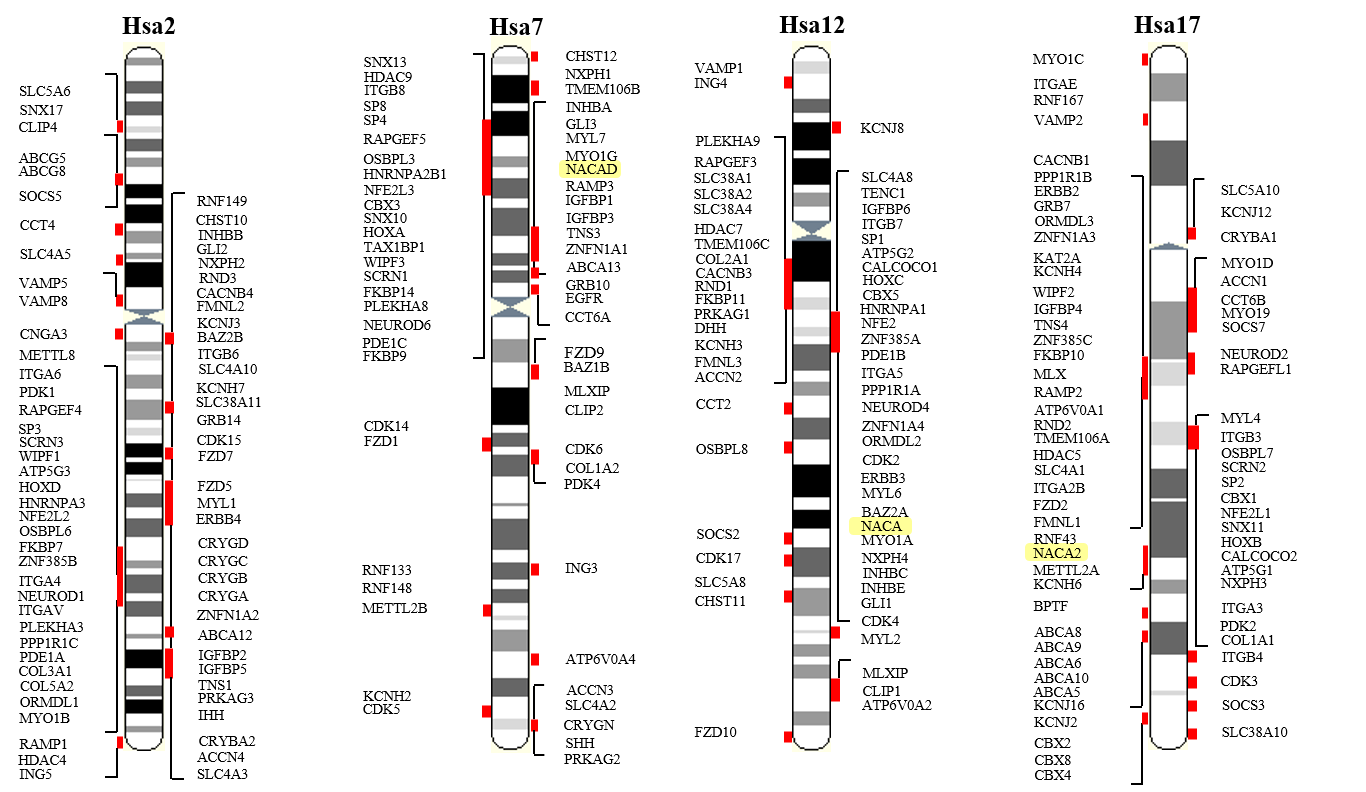 Hsa2
SLC5A6
SNX17
CLIP4
ABCG5
ABCG8
SOCS5
CCT4
SLC4A5
VAMP5
VAMP8
CNGA3
METTL8
ITGA6
PDK1
RAPGEF4
SP3
SCRN3
WIPF1
ATP5G3
HOXD
HNRNPA3
NFE2L2
OSBPL6
FKBP7
ZNF385B
ITGA4
NEUROD1
ITGAV
PLEKHA3
PPP1R1C
PDE1A
COL3A1
COL5A2
ORMDL1
MYO1B
RAMP1
HDAC4
ING5
RNF149
CHST10
INHBB
GLI2
NXPH2
RND3
CACNB4
FMNL2
KCNJ3
BAZ2B
ITGB6
SLC4A10
KCNH7
SLC38A11
GRB14
CDK15
FZD7
FZD5
MYL1
ERBB4
CRYGD
CRYGC
CRYGB
CRYGA
ZNFN1A2
ABCA12
IGFBP2
IGFBP5
TNS1
PRKAG3
IHH
CRYBA2
ACCN4
SLC4A3
Hsa7
SNX13
HDAC9
ITGB8
SP8
SP4
RAPGEF5
OSBPL3
HNRNPA2B1
NFE2L3
CBX3
SNX10
HOXA
TAX1BP1
WIPF3
SCRN1
FKBP14
PLEKHA8
NEUROD6
PDE1C
FKBP9
CDK14
FZD1
RNF133
RNF148
METTL2B
KCNH2
CDK5
CHST12
NXPH1
TMEM106B
INHBA
GLI3
MYL7
MYO1G
NACAD
RAMP3
IGFBP1
IGFBP3
TNS3
ZNFN1A1
ABCA13
GRB10
EGFR
CCT6A
FZD9
BAZ1B
MLXIP
CLIP2
CDK6
COL1A2
PDK4
ING3
ATP6V0A4
ACCN3
SLC4A2
CRYGN
SHH
PRKAG2
Hsa12
VAMP1
ING4
PLEKHA9
RAPGEF3
SLC38A1
SLC38A2
SLC38A4
HDAC7
TMEM106C
COL2A1
CACNB3
RND1
FKBP11
PRKAG1
DHH
KCNH3
FMNL3
ACCN2
CCT2
OSBPL8
SOCS2
CDK17
SLC5A8
CHST11
FZD10
KCNJ8
SLC4A8
TENC1
IGFBP6
ITGB7
SP1
ATP5G2
CALCOCO1
HOXC
CBX5
HNRNPA1
NFE2
ZNF385A
PDE1B
ITGA5
PPP1R1A
NEUROD4
ZNFN1A4
ORMDL2
CDK2
ERBB3
MYL6
BAZ2A
NACA
MYO1A
NXPH4
INHBC
INHBE
GLI1
CDK4
MYL2
MLXIP
CLIP1
ATP6V0A2
Hsa17
MYO1C
ITGAE
RNF167
VAMP2
CACNB1
PPP1R1B
ERBB2
GRB7
ORMDL3
ZNFN1A3
KAT2A
KCNH4
WIPF2
IGFBP4
TNS4
ZNF385C
FKBP10
MLX
RAMP2
ATP6V0A1
RND2
TMEM106A
HDAC5
SLC4A1
ITGA2B
FZD2
FMNL1
RNF43
NACA2
METTL2A
KCNH6
BPTF
ABCA8
ABCA9
ABCA6
ABCA10
ABCA5
KCNJ16
KCNJ2
CBX2
CBX8
CBX4
SLC5A10
KCNJ12
CRYBA1
MYO1D
ACCN1
CCT6B
MYO19
SOCS7
NEUROD2
RAPGEFL1
MYL4
ITGB3
OSBPL7
SCRN2
SP2
CBX1
NFE2L1
SNX11
HOXB
CALCOCO2
ATP5G1
NXPH3
ITGA3
PDK2
COL1A1
ITGB4
CDK3
SOCS3
SLC38A10